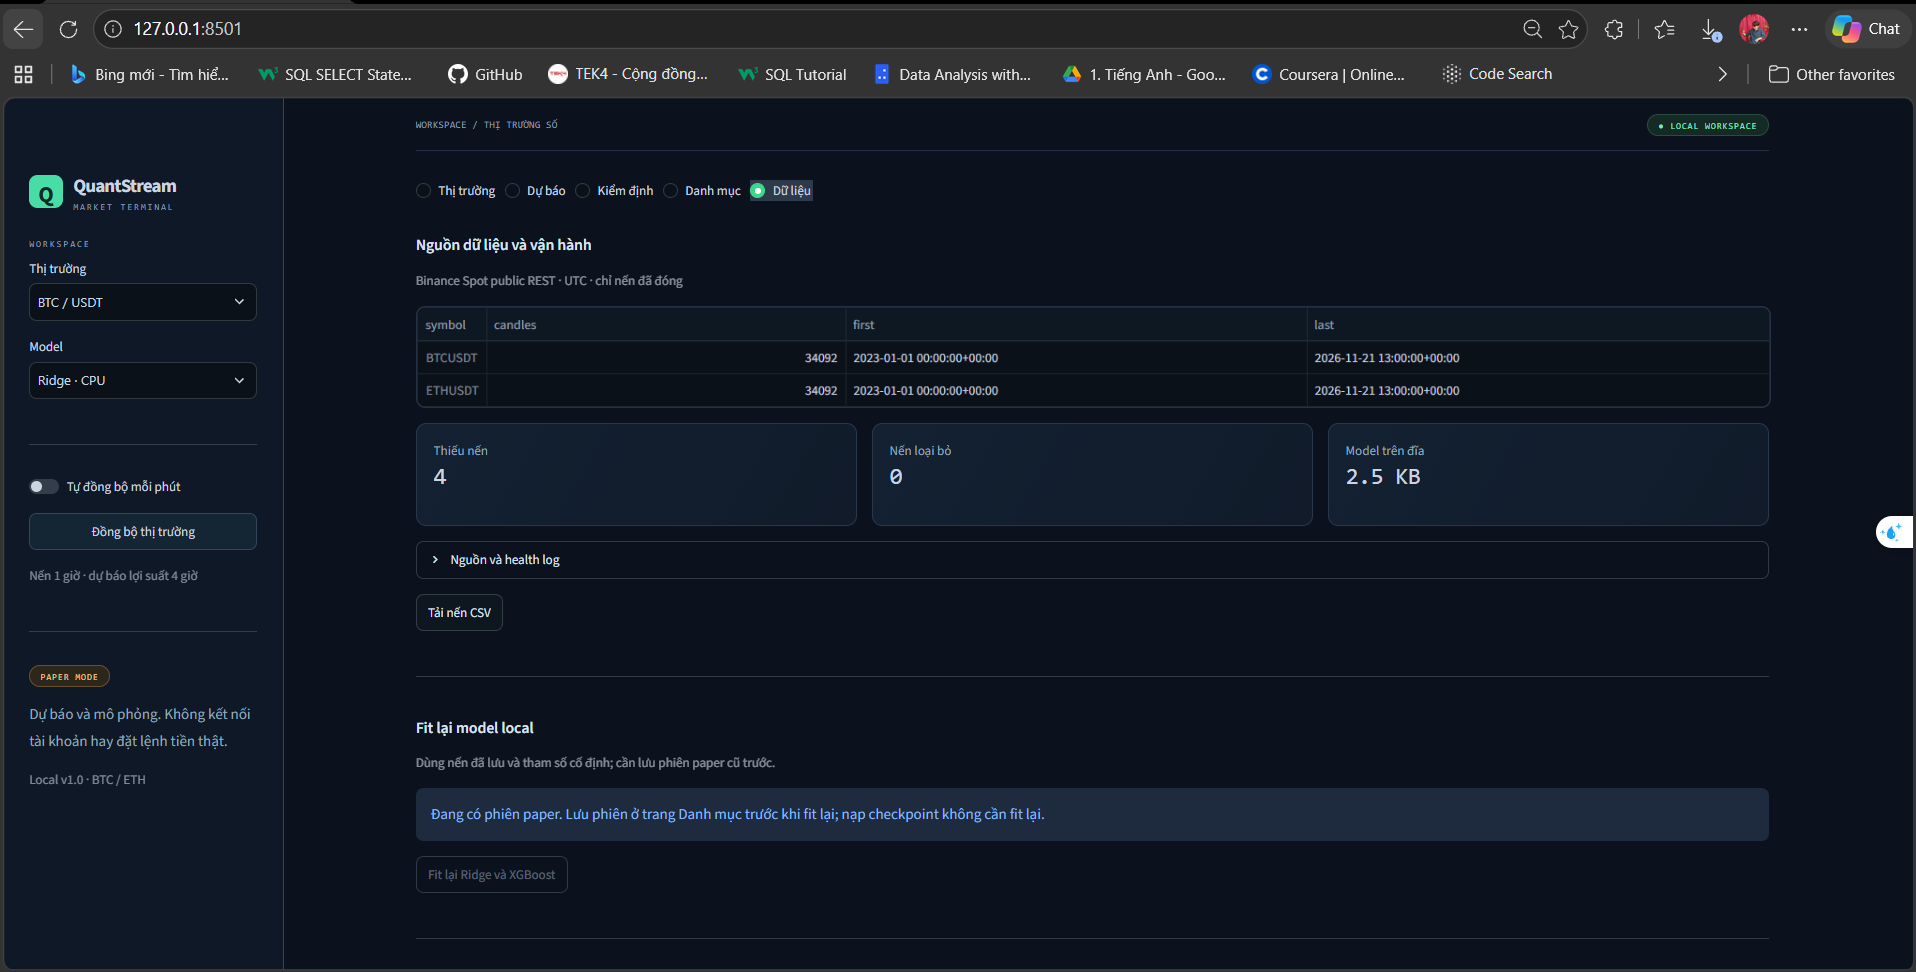 127.0.0.1:8501
Chat
Bing mới - Tìm hiể...
SQL SELECT State...
GitHub
TEK4 - Cộng đồng...
SQL Tutorial
Data Analysis with...
1. Tiếng Anh - Goo...
Coursera | Online...
Code Search
Other favorites
Q
QuantStream
MARKET TERMINAL
WORKSPACE
Thị trường
BTC / USDT
Model
Ridge · CPU
Tự đồng bộ mỗi phút
Đồng bộ thị trường
Nến 1 giờ · dự báo lợi suất 4 giờ
PAPER MODE
Dự báo và mô phỏng. Không kết nối
tài khoản hay đặt lệnh tiền thật.
Local v1.0 · BTC / ETH
WORKSPACE / THỊ TRƯỜNG SỐ
LOCAL WORKSPACE
Thị trường Dự báo Kiểm định Danh mục Dữ liệu
Nguồn dữ liệu và vận hành
Binance Spot public REST · UTC · chỉ nến đã đóng
symbol candles first last
BTCUSDT 34092 2023-01-01 00:00:00+00:00 2026-11-21 13:00:00+00:00
ETHUSDT 34092 2023-01-01 00:00:00+00:00 2026-11-21 13:00:00+00:00
Thiếu nến
4
Nến loại bỏ
0
Model trên đĩa
2.5 KB
Nguồn và health log
Tải nến CSV
Fit lại model local
Dùng nến đã lưu và tham số cố định; cần lưu phiên paper cũ trước.
Đang có phiên paper. Lưu phiên ở trang Danh mục trước khi fit lại; nạp checkpoint không cần fit lại.
Fit lại Ridge và XGBoost